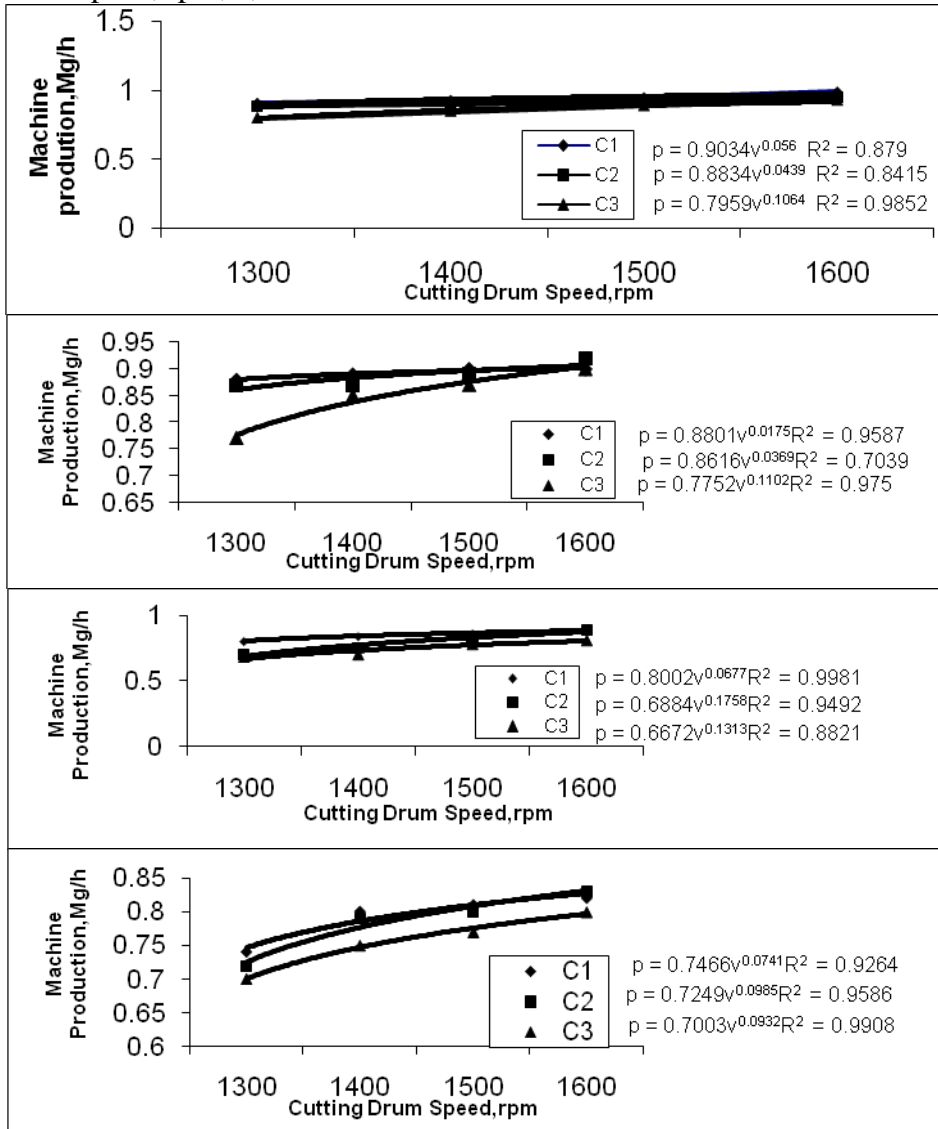 1.5
1
0.5
0
Machine
prodution,Mg/h
C1 p = 0.9034v^0.056 R² = 0.879
C2 p = 0.8834v^0.0439 R² = 0.8415
C3 p = 0.7959v^0.1064 R² = 0.9852
1300 1400 1500 1600
Cutting Drum Speed,rpm
0.95
0.9
0.85
0.8
0.75
0.7
0.65
Machine
Production,Mg/h
C1 p = 0.8801v^0.0175R² = 0.9587
C2 p = 0.8616v^0.0369R² = 0.7039
C3 p = 0.7752v^0.1102R² = 0.975
1300 1400 1500 1600
Cutting Drum Speed,rpm
1
0.5
0
Machine
Production,Mg/h
C1 p = 0.8002v^0.0677R² = 0.9981
C2 p = 0.6884v^0.1758R² = 0.9492
C3 p = 0.6672v^0.1313R² = 0.8821
1300 1400 1500 1600
Cutting Drum Speed,rpm
0.85
0.8
0.75
0.7
0.65
0.6
Machine
Production,Mg/h
C1 p = 0.7466v^0.0741R² = 0.9264
C2 p = 0.7249v^0.0985R² = 0.9586
C3 p = 0.7003v^0.0932R² = 0.9908
1300 1400 1500 1600
Cutting Drum Speed,rpm